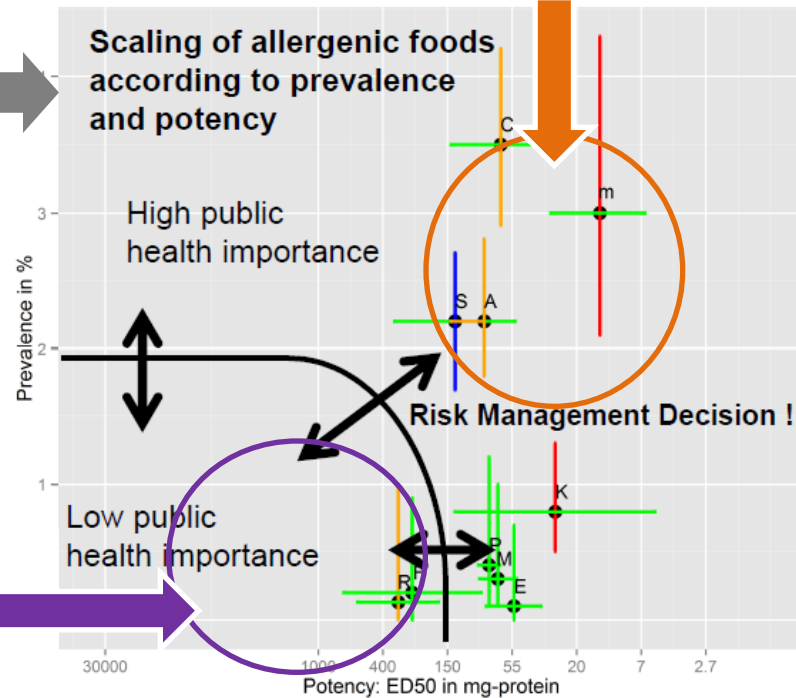 Scaling of allergenic foods
according to prevalence
and potency
C
m
3
High public
health importance
S A
Prevalence in %
2
Risk Management Decision !
1
K
Low public
health importance
P
M
R
E
30000 1000 400 150 55 20 7 2.7
Potency: ED50 in mg-protein